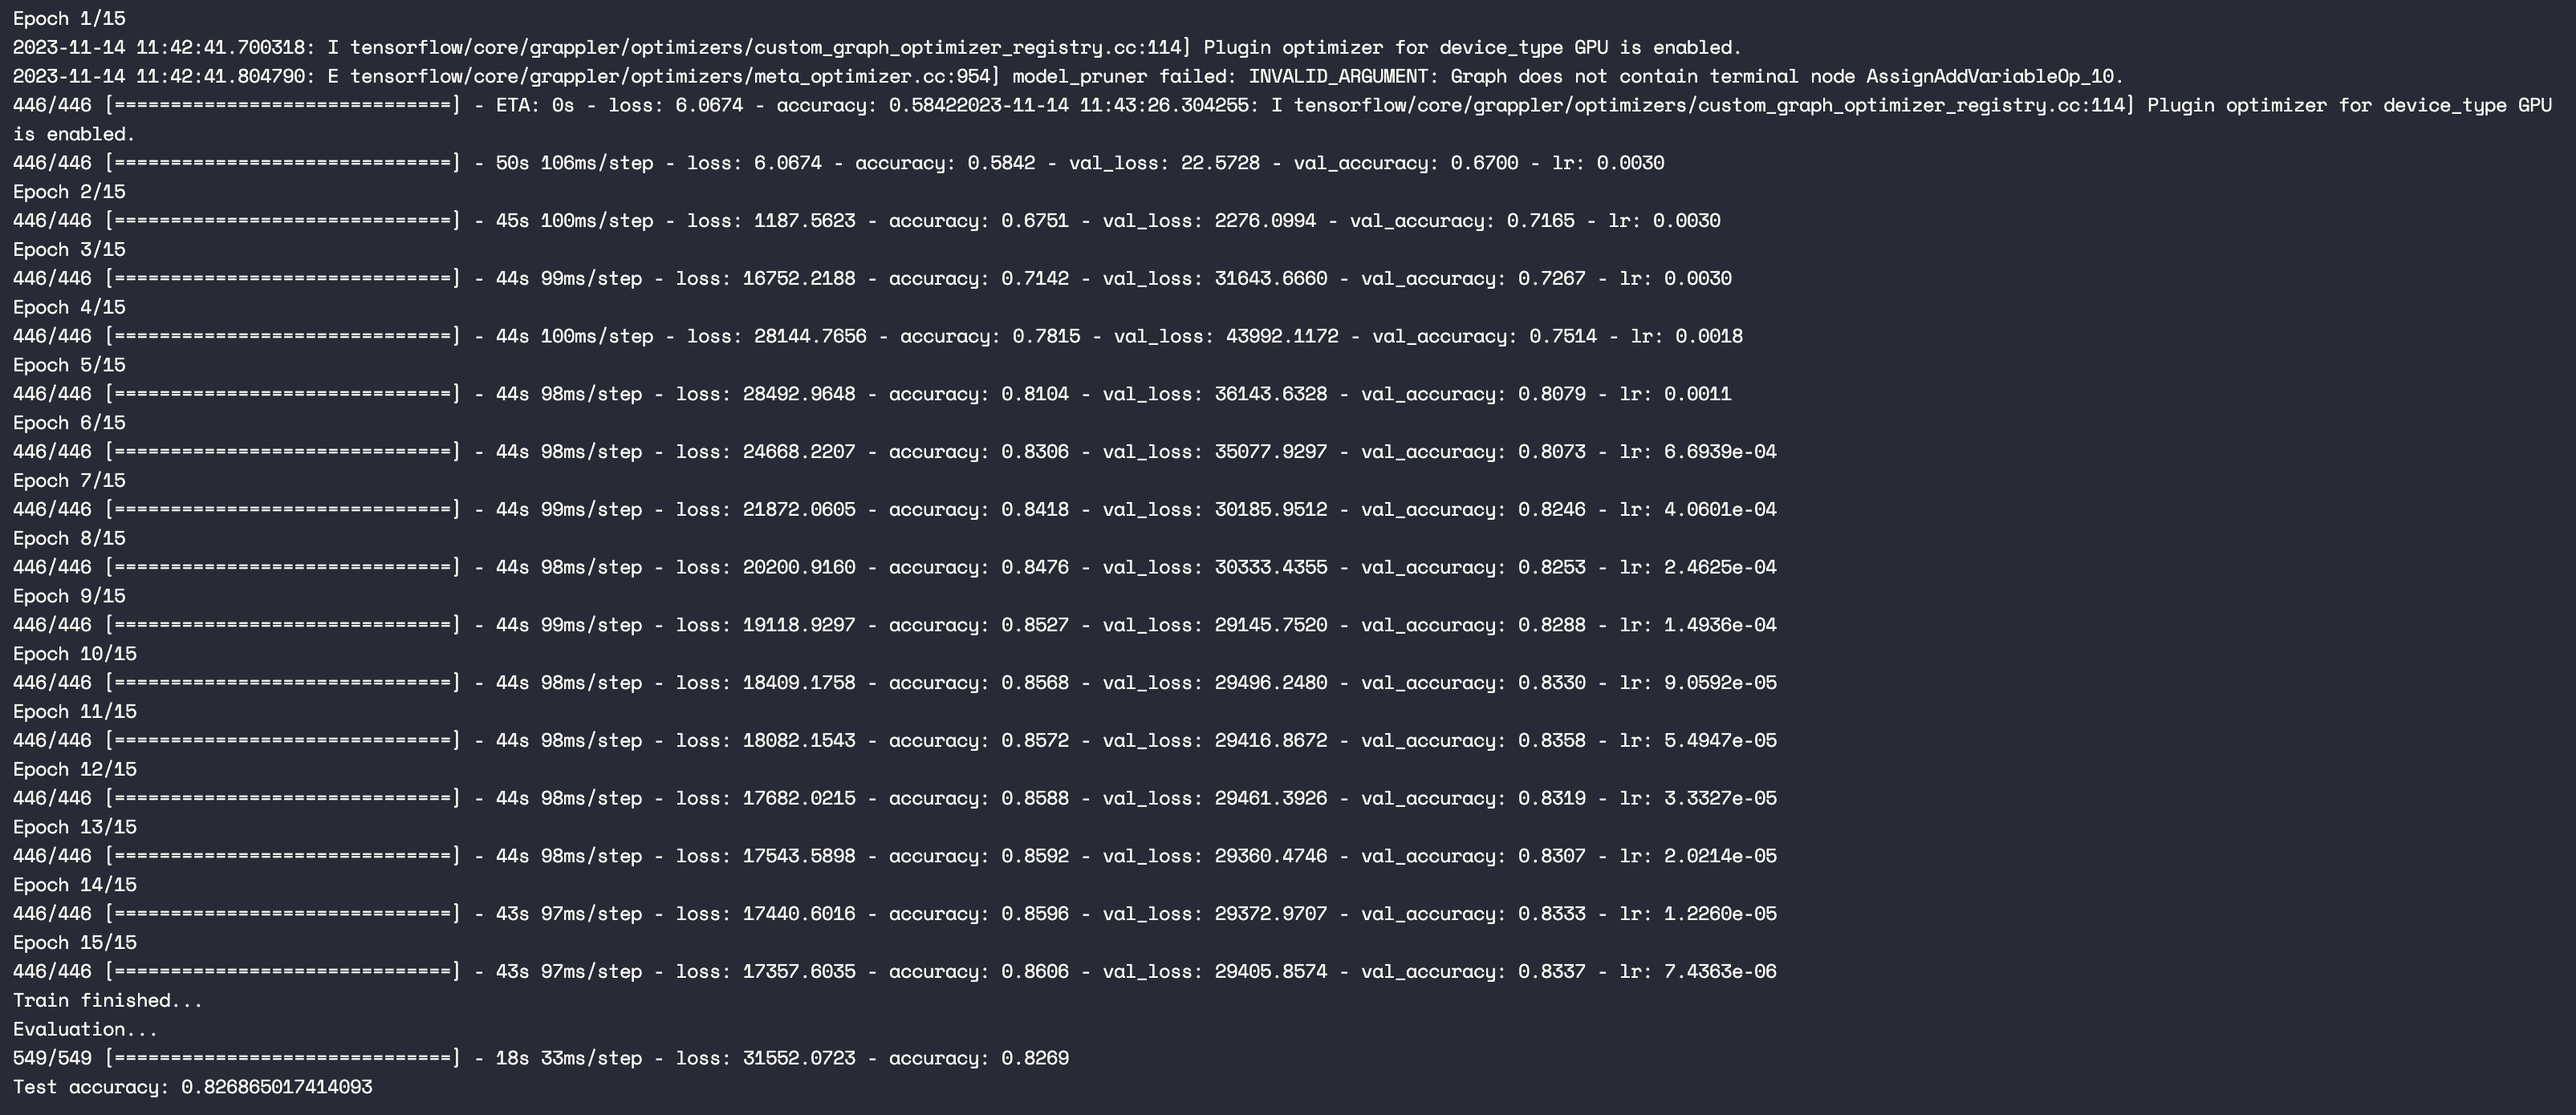 Epoch 1/15
2023-11-14 11:42:41.700318: I tensorflow/core/grappler/optimizers/custom_graph_optimizer_registry.cc:114] Plugin optimizer for device_type GPU is enabled.
2023-11-14 11:42:41.804790: E tensorflow/core/grappler/optimizers/meta_optimizer.cc:954] model_pruner failed: INVALID_ARGUMENT: Graph does not contain terminal node AssignAddVariableOp_10.
446/446 [==============================] - ETA: 0s - loss: 6.0674 - accuracy: 0.58422023-11-14 11:43:26.304255: I tensorflow/core/grappler/optimizers/custom_graph_optimizer_registry.cc:114] Plugin optimizer for device_type GPU
is enabled.
446/446 [==============================] - 50s 106ms/step - loss: 6.0674 - accuracy: 0.5842 - val_loss: 22.5728 - val_accuracy: 0.6700 - lr: 0.0030
Epoch 2/15
446/446 [==============================] - 45s 100ms/step - loss: 1187.5623 - accuracy: 0.6751 - val_loss: 2276.0994 - val_accuracy: 0.7165 - lr: 0.0030
Epoch 3/15
446/446 [==============================] - 44s 99ms/step - loss: 16752.2188 - accuracy: 0.7142 - val_loss: 31643.6660 - val_accuracy: 0.7267 - lr: 0.0030
Epoch 4/15
446/446 [==============================] - 44s 100ms/step - loss: 28144.7656 - accuracy: 0.7815 - val_loss: 43992.1172 - val_accuracy: 0.7514 - lr: 0.0018
Epoch 5/15
446/446 [==============================] - 44s 98ms/step - loss: 28492.9648 - accuracy: 0.8104 - val_loss: 36143.6328 - val_accuracy: 0.8079 - lr: 0.0011
Epoch 6/15
446/446 [==============================] - 44s 98ms/step - loss: 24668.2207 - accuracy: 0.8306 - val_loss: 35077.9297 - val_accuracy: 0.8073 - lr: 6.6939e-04
Epoch 7/15
446/446 [==============================] - 44s 99ms/step - loss: 21872.0605 - accuracy: 0.8418 - val_loss: 30185.9512 - val_accuracy: 0.8246 - lr: 4.0601e-04
Epoch 8/15
446/446 [==============================] - 44s 98ms/step - loss: 20200.9160 - accuracy: 0.8476 - val_loss: 30333.4355 - val_accuracy: 0.8253 - lr: 2.4625e-04
Epoch 9/15
446/446 [==============================] - 44s 99ms/step - loss: 19118.9297 - accuracy: 0.8527 - val_loss: 29145.7520 - val_accuracy: 0.8288 - lr: 1.4936e-04
Epoch 10/15
446/446 [==============================] - 44s 98ms/step - loss: 18409.1758 - accuracy: 0.8568 - val_loss: 29496.2480 - val_accuracy: 0.8330 - lr: 9.0592e-05
Epoch 11/15
446/446 [==============================] - 44s 98ms/step - loss: 18082.1543 - accuracy: 0.8572 - val_loss: 29416.8672 - val_accuracy: 0.8358 - lr: 5.4947e-05
Epoch 12/15
446/446 [==============================] - 44s 98ms/step - loss: 17682.0215 - accuracy: 0.8588 - val_loss: 29461.3926 - val_accuracy: 0.8319 - lr: 3.3327e-05
Epoch 13/15
446/446 [==============================] - 44s 98ms/step - loss: 17543.5898 - accuracy: 0.8592 - val_loss: 29360.4746 - val_accuracy: 0.8307 - lr: 2.0214e-05
Epoch 14/15
446/446 [==============================] - 43s 97ms/step - loss: 17440.6016 - accuracy: 0.8596 - val_loss: 29372.9707 - val_accuracy: 0.8333 - lr: 1.2260e-05
Epoch 15/15
446/446 [==============================] - 43s 97ms/step - loss: 17357.6035 - accuracy: 0.8606 - val_loss: 29405.8574 - val_accuracy: 0.8337 - lr: 7.4363e-06
Train finished...
Evaluation...
549/549 [==============================] - 18s 33ms/step - loss: 31552.0723 - accuracy: 0.8269
Test accuracy: 0.826865017414093